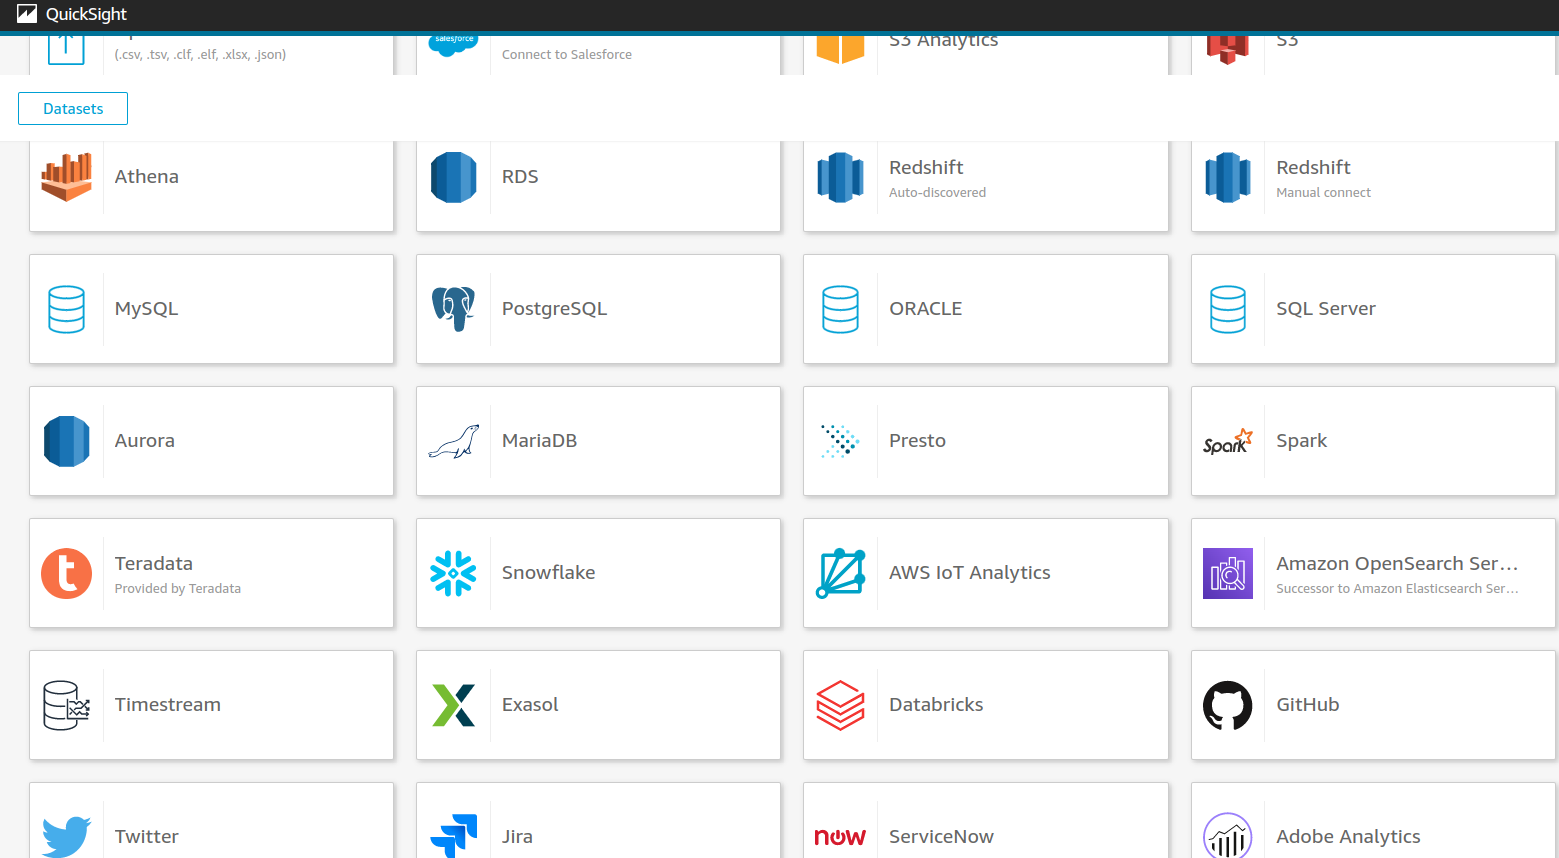 QuickSight
salesforce
S3 Analytics
S3
(.csv, .tsv, .clf, .elf, .xlsx, .json)
Connect to Salesforce
Datasets
Athena
RDS
Redshift
Auto-discovered
Redshift
Manual connect
MySQL
PostgreSQL
ORACLE
SQL Server
Aurora
MariaDB
Presto
Spark
Spark
Teradata
Provided by Teradata
t
Snowflake
AWS IoT Analytics
Amazon OpenSearch Ser...
Successor to Amazon Elasticsearch Ser...
Timestream
Exasol
Databricks
GitHub
Twitter
Jira
now
ServiceNow
Adobe Analytics